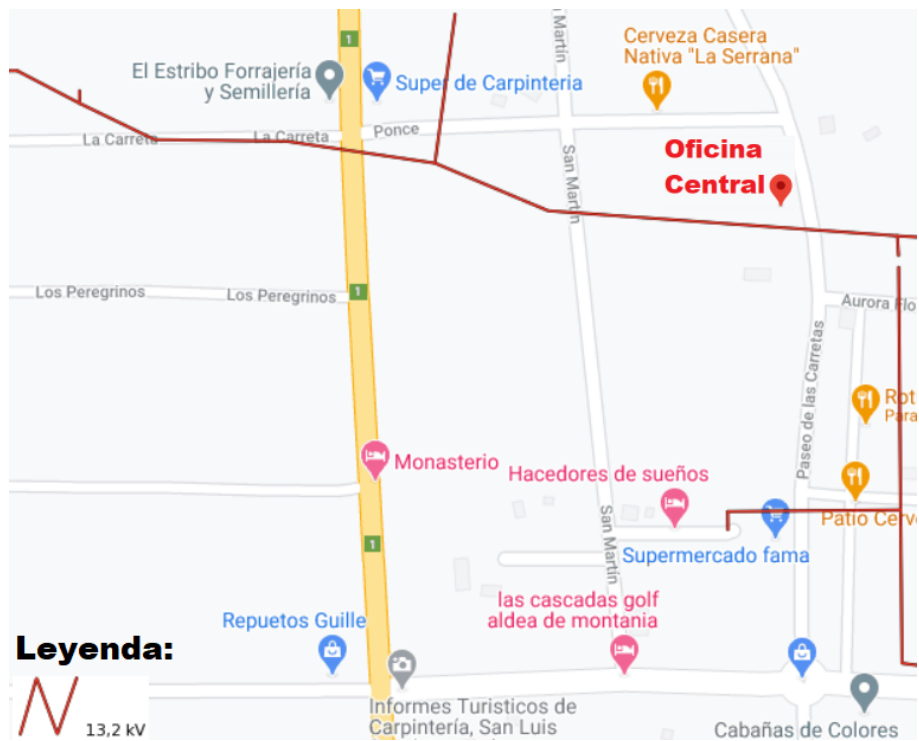 Martín
Cerveza Casera
Nativa "La Serrana"
1
El Estribo Forrajería
y Semillería
Super de Carpinteria
La Carreta
La Carreta
Ponce
San Martín
Oficina
Central
Los Peregrinos
Los Peregrinos
1
Aurora Flo
Paseo de las Carretas
Rot
Para
Monasterio
Hacedores de sueños
San Martín
Patio Cerve
1
Supermercado fama
las cascadas golf
aldea de montania
Repuetos Guille
Leyenda:
13,2 kV
Informes Turisticos de
Carpintería, San Luis
Cabañas de Colores